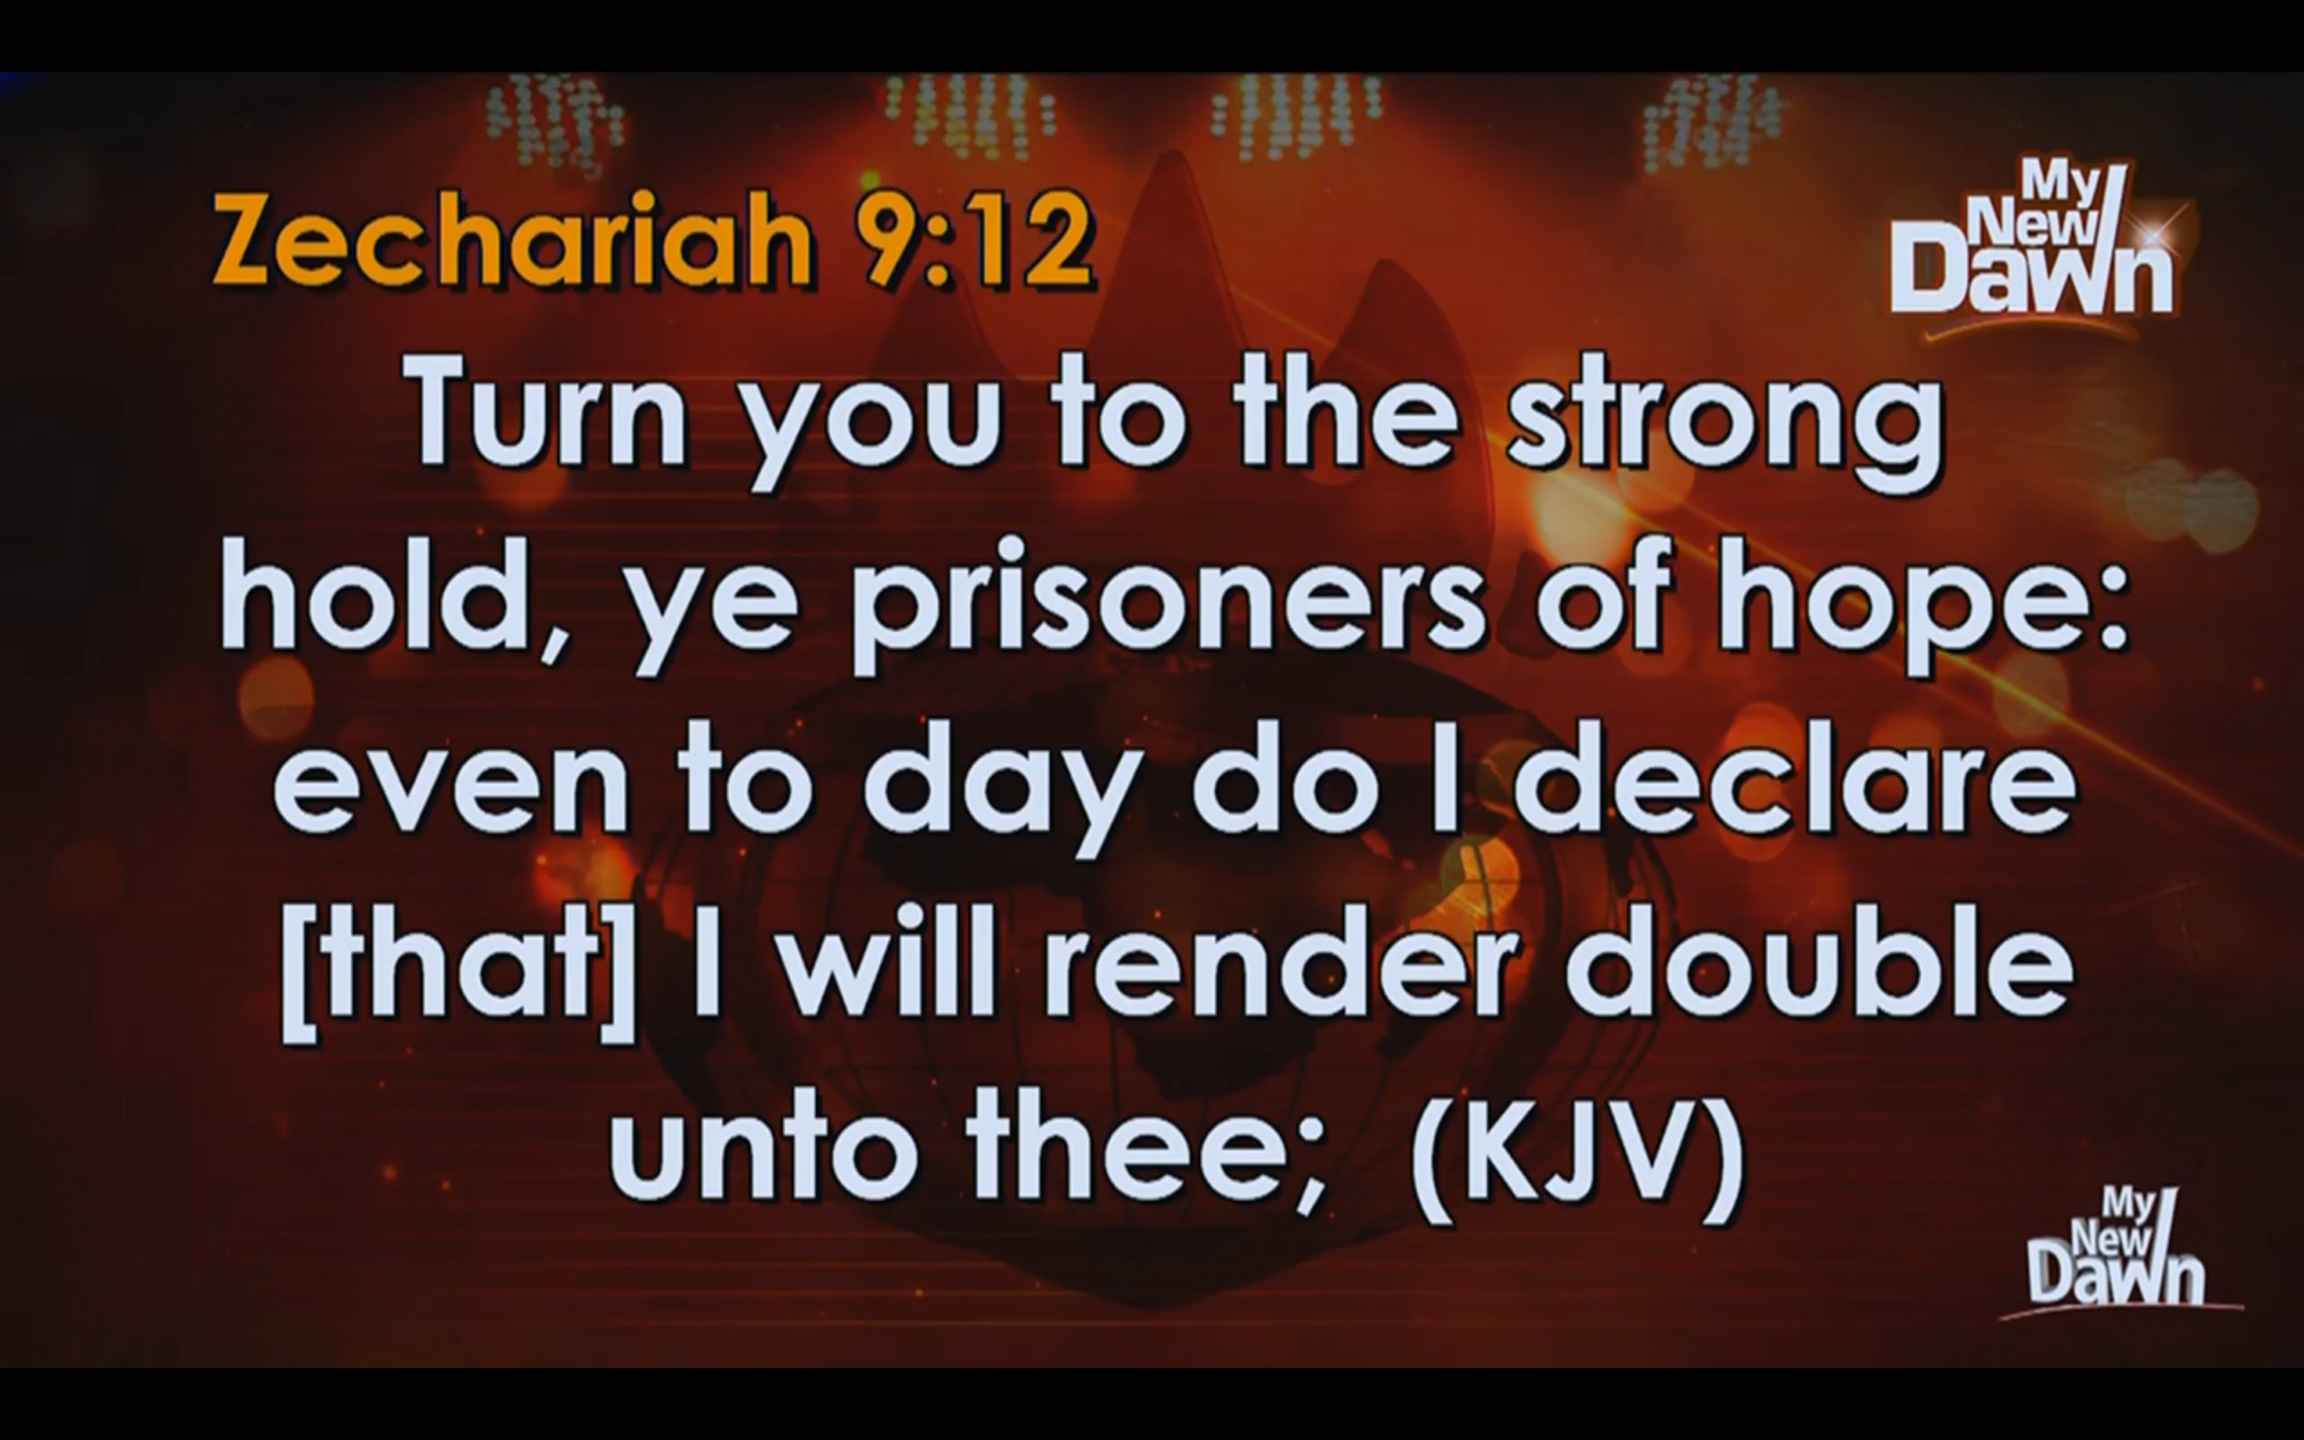 Zechariah 9:12
My
New
Dawn
Turn you to the strong
hold, ye prisoners of hope:
even to day do I declare
[that] I will render double
unto thee; (KJV)
My
New
Dawn